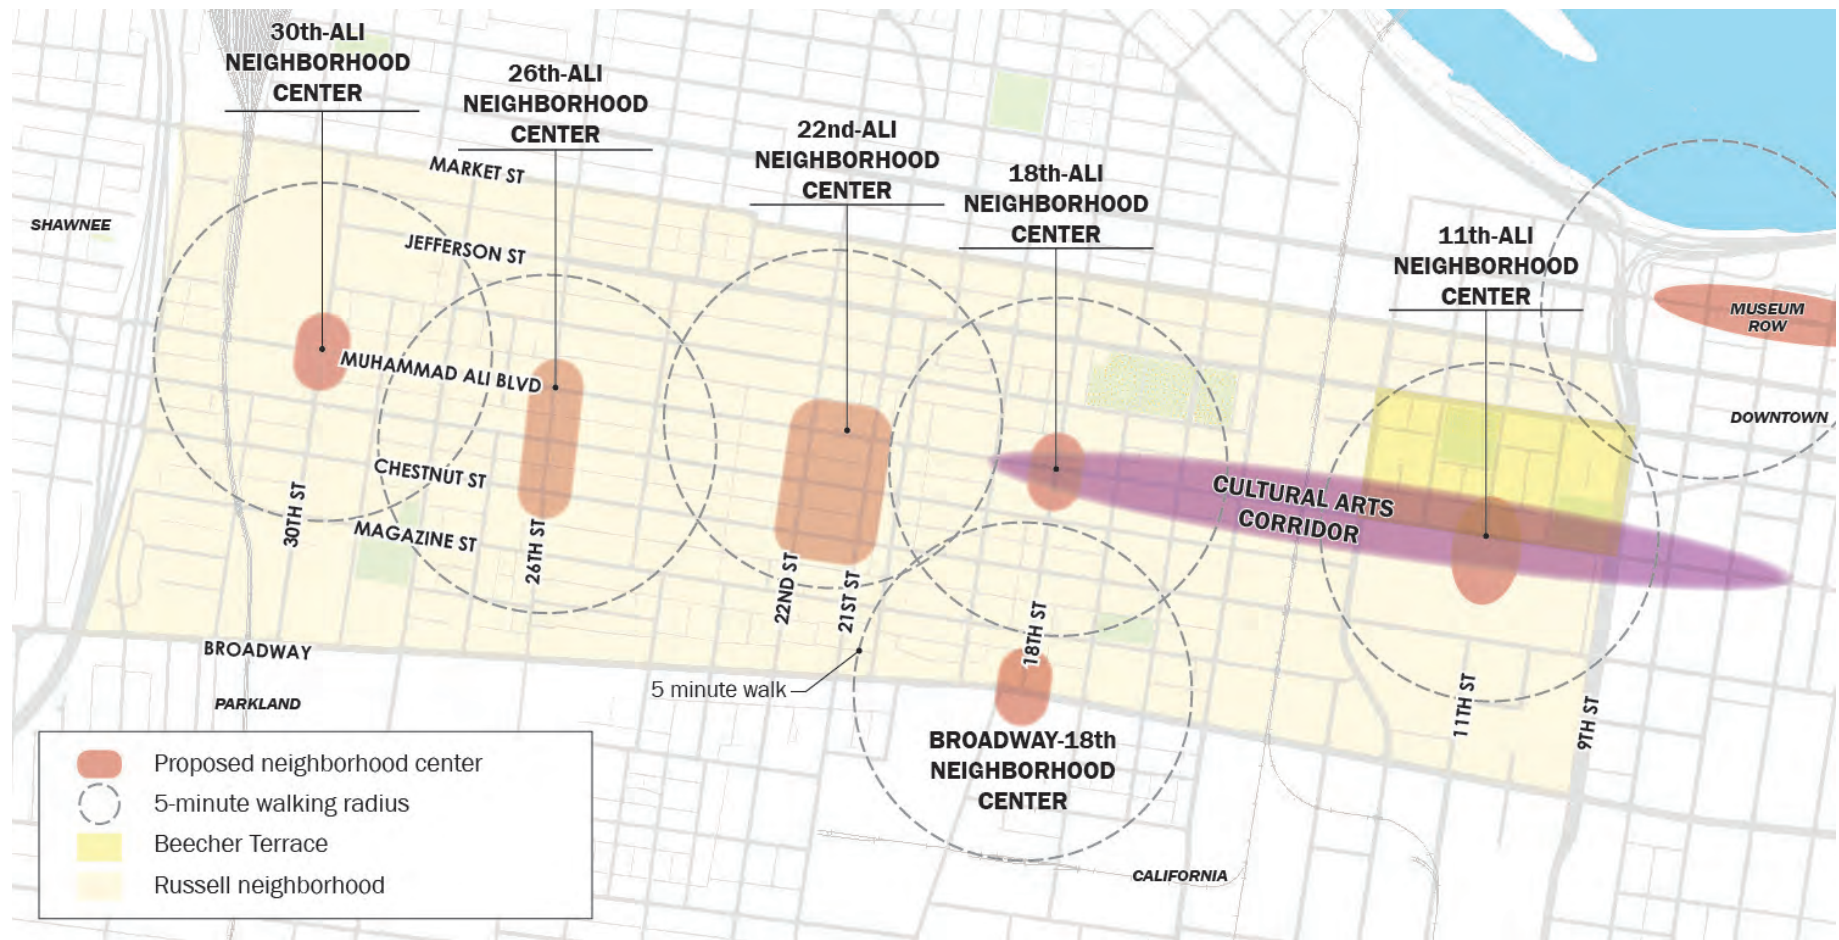 30th-ALI
NEIGHBORHOOD
CENTER
26th-ALI
NEIGHBORHOOD
CENTER
22nd-ALI
NEIGHBORHOOD
CENTER
18th-ALI
NEIGHBORHOOD
CENTER
11th-ALI
NEIGHBORHOOD
CENTER
MARKET ST
SHAWNEE
JEFFERSON ST
MUSEUM
ROW
MUHAMMAD ALI BLVD
DOWNTOWN
CHESTNUT ST
CULTURAL ARTS
CORRIDOR
30TH ST
MAGAZINE ST
26TH ST
22ND ST
21ST ST
18TH ST
BROADWAY
5 minute walk
PARKLAND
11TH ST
9TH ST
BROADWAY-18th
NEIGHBORHOOD
CENTER
CALIFORNIA
Proposed neighborhood center
5-minute walking radius
Beecher Terrace
Russell neighborhood